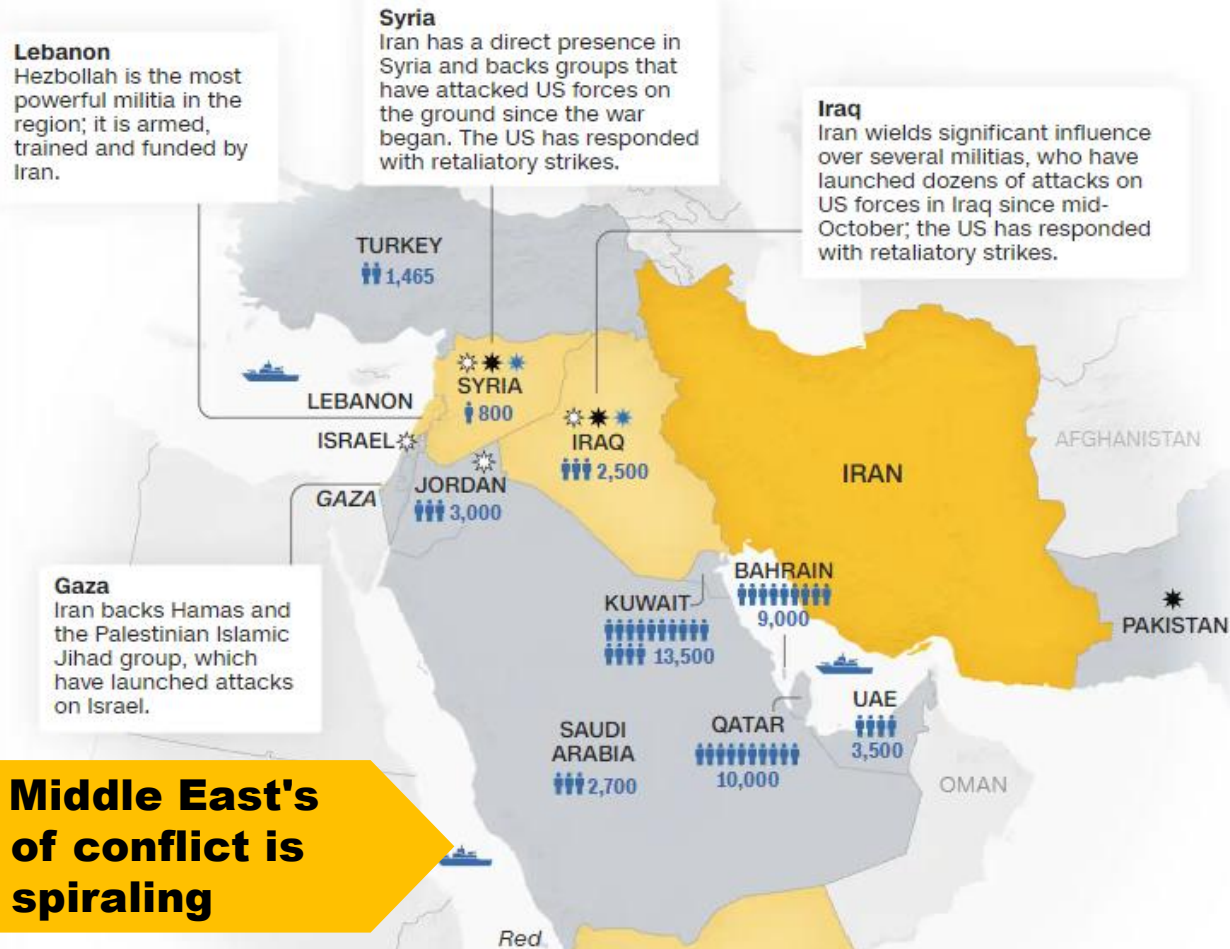 Lebanon
Hezbollah is the most
powerful militia in the
region; it is armed,
trained and funded by
Iran.
Syria
Iran has a direct presence in
Syria and backs groups that
have attacked US forces on
the ground since the war
began. The US has responded
with retaliatory strikes.
Iraq
Iran wields significant influence
over several militias, who have
launched dozens of attacks on
US forces in Iraq since mid-
October; the US has responded
with retaliatory strikes.
TURKEY
1,465
SYRIA
800
LEBANON
ISRAEL
IRAQ
2,500
AFGHANISTAN
IRAN
GAZA
JORDAN
3,000
Gaza
Iran backs Hamas and
the Palestinian Islamic
Jihad group, which
have launched attacks
on Israel.
KUWAIT
13,500
BAHRAIN
9,000
PAKISTAN
SAUDI
ARABIA
2,700
QATAR
10,000
UAE
3,500
OMAN
Middle East's
of conflict is
spiraling
Red